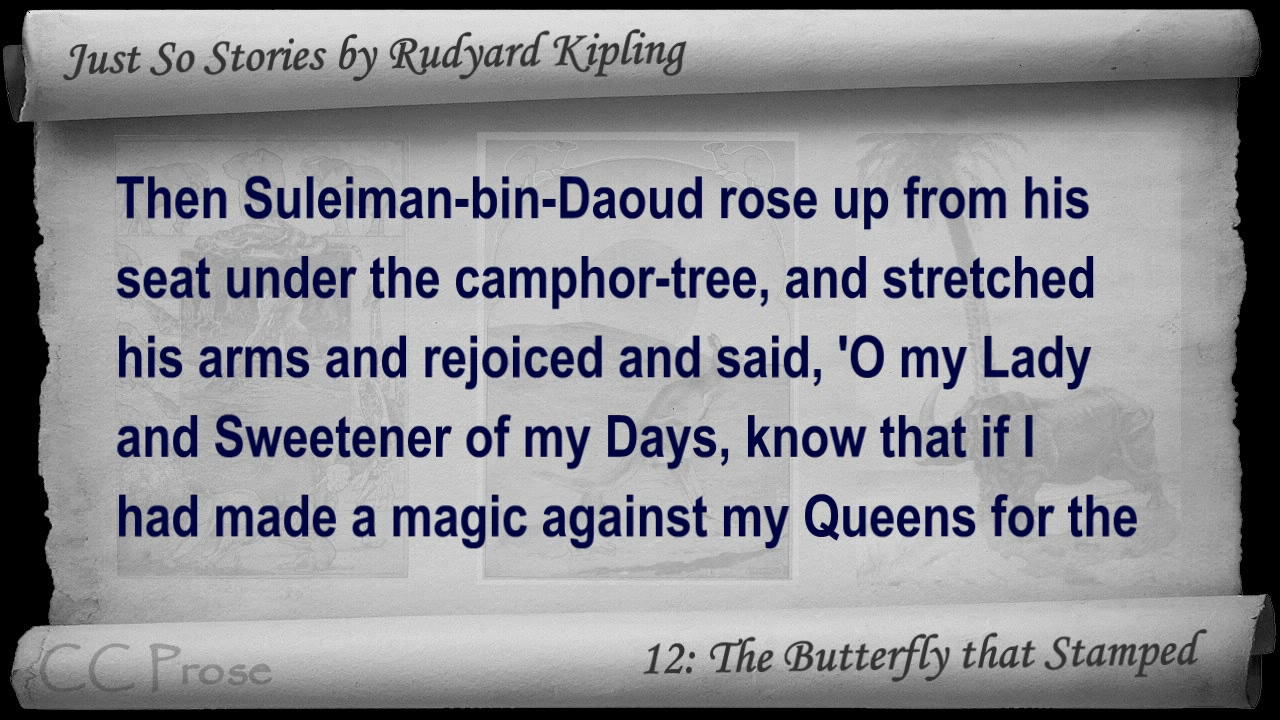 Just So Stories by Rudyard Kipling
Then Suleiman-bin-Daoud rose up from his
seat under the camphor-tree, and stretched
his arms and rejoiced and said, 'O my Lady
and Sweetener of my Days, know that if I
had made a magic against my Queens for the
CC Prose
12: The Butterfly that Stamped